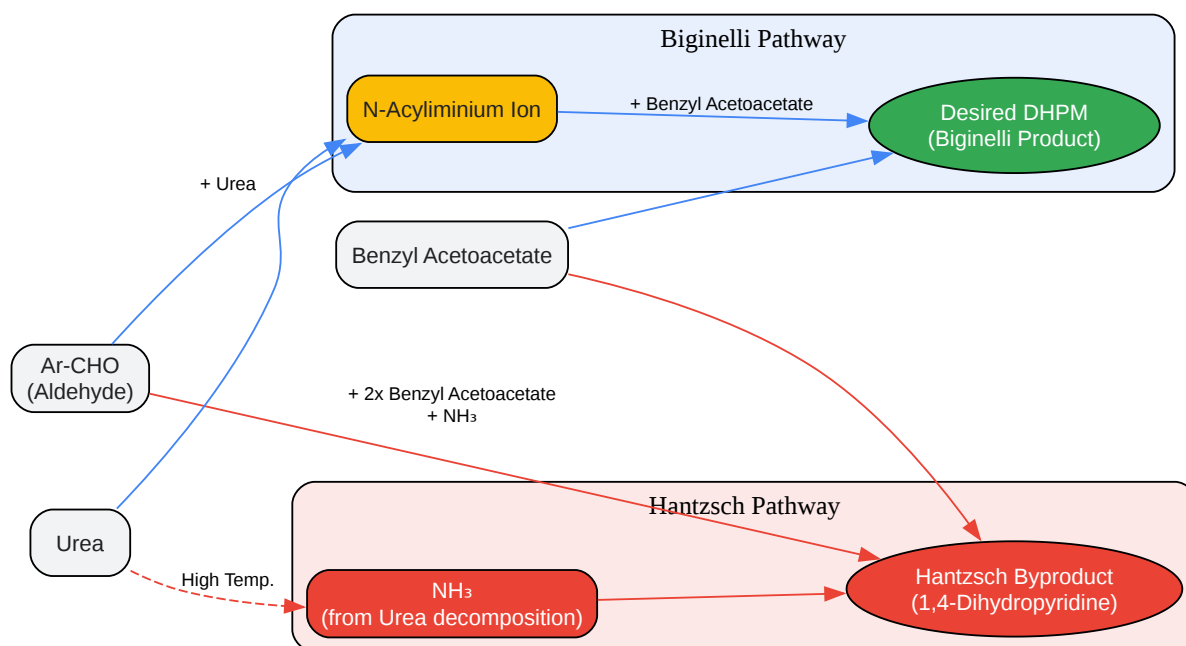 Biginelli Pathway
N-Acyliminium Ion
+ Benzyl Acetoacetate
Desired DHPM
(Biginelli Product)
+ Urea
Benzyl Acetoacetate
Ar-CHO
(Aldehyde)
+ 2x Benzyl Acetoacetate
+ NH₃
Hantzsch Pathway
Urea
High Temp.
NH₃
(from Urea decomposition)
Hantzsch Byproduct
(1,4-Dihydropyridine)